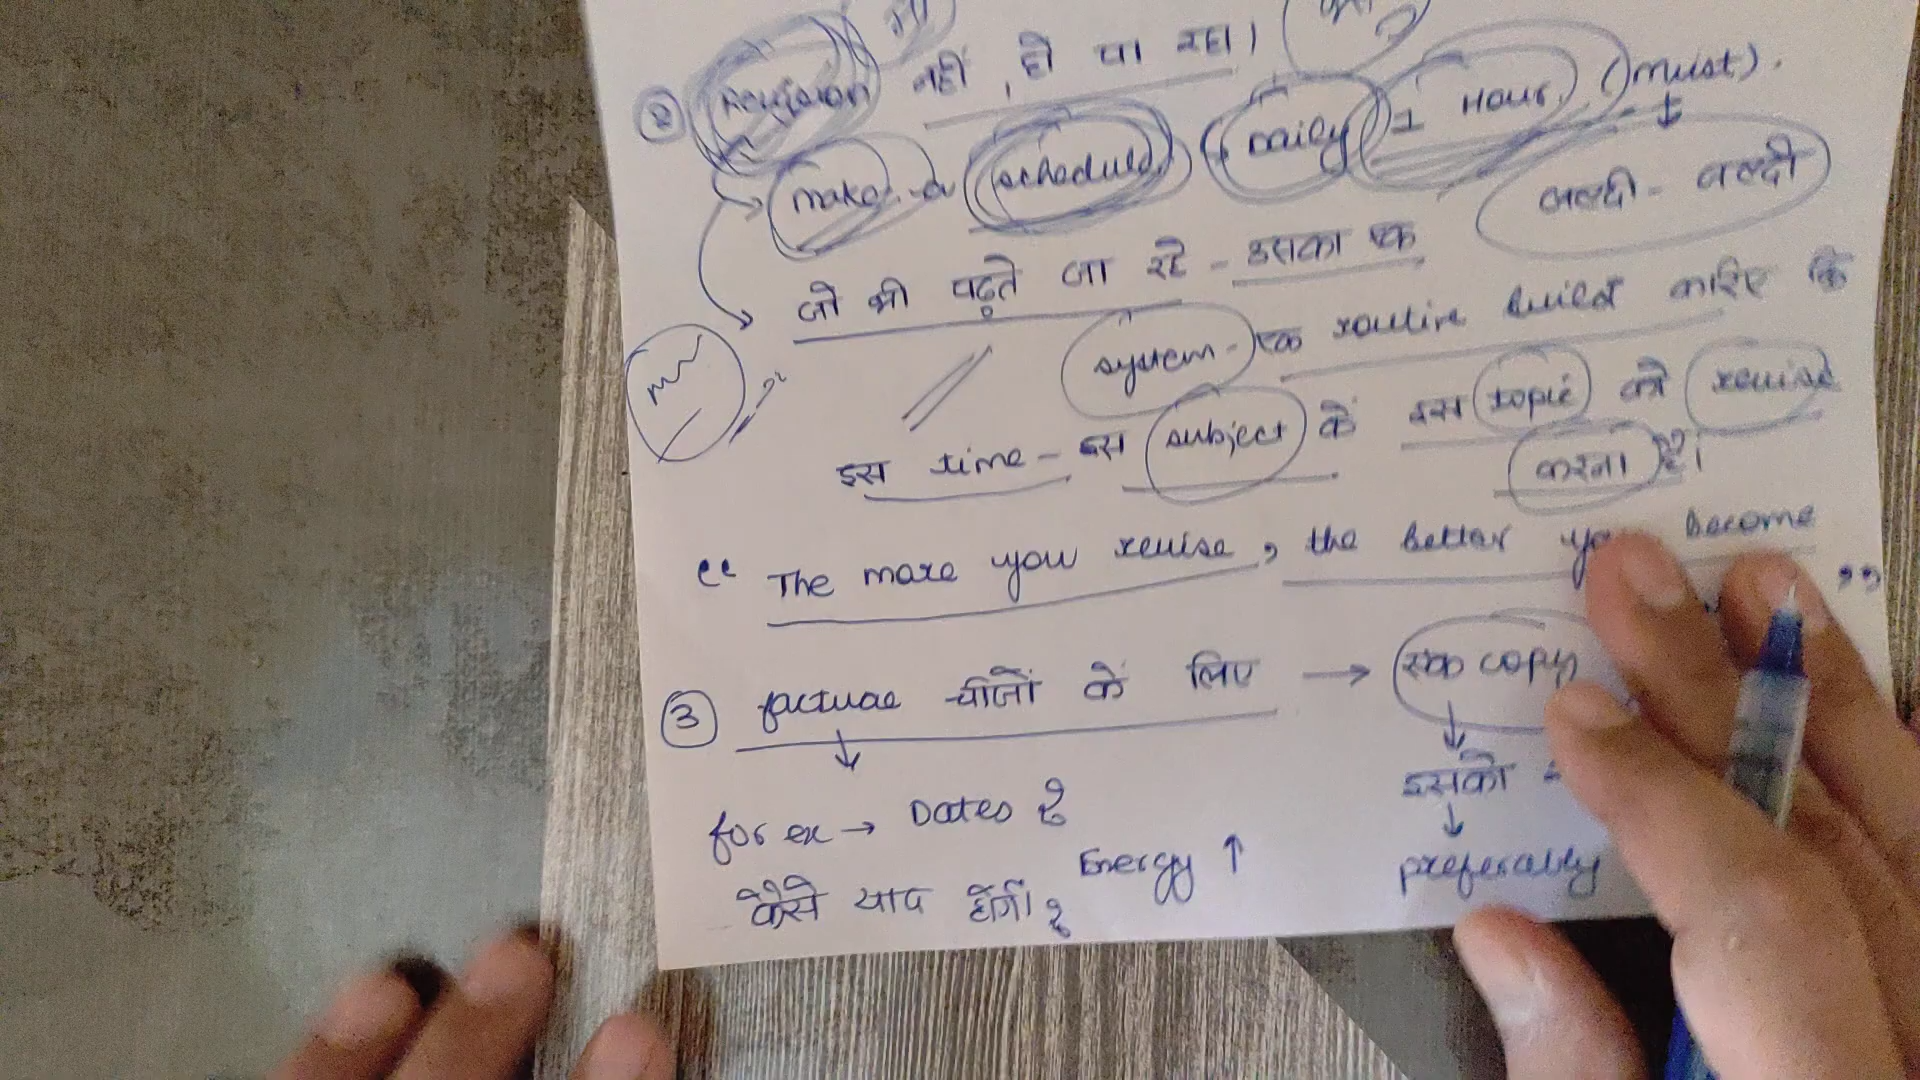 ② Revision नहीं हो पा रहा।
make a schedule Daily 1 Hour (must).
जल्दी - जल्दी
जो भी पढ़ते जा रहे - उसका एक
system - एक routine build करिए कि
इस time - इस subject के इस topic को revise
करना है।
"The more you revise, the better you become"
③ factual चीजों के लिए → एक copy
for ex → Dates इसको
कैसे याद होंगी? Energy ↑ preferably